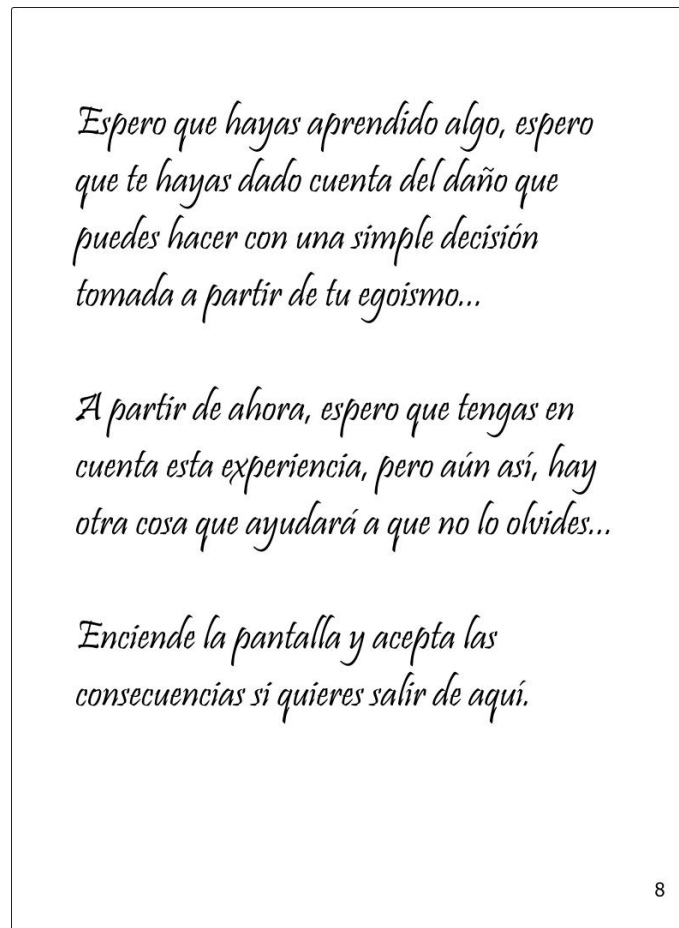 Espero que hayas aprendido algo, espero
que te hayas dado cuenta del daño que
puedes hacer con una simple decisión
tomada a partir de tu egoismo...
A partir de ahora, espero que tengas en
cuenta esta experiencia, pero aún así, hay
otra cosa que ayudará a que no lo olvides...
Enciende la pantalla y acepta las
consecuencias si quieres salir de aquí.
8